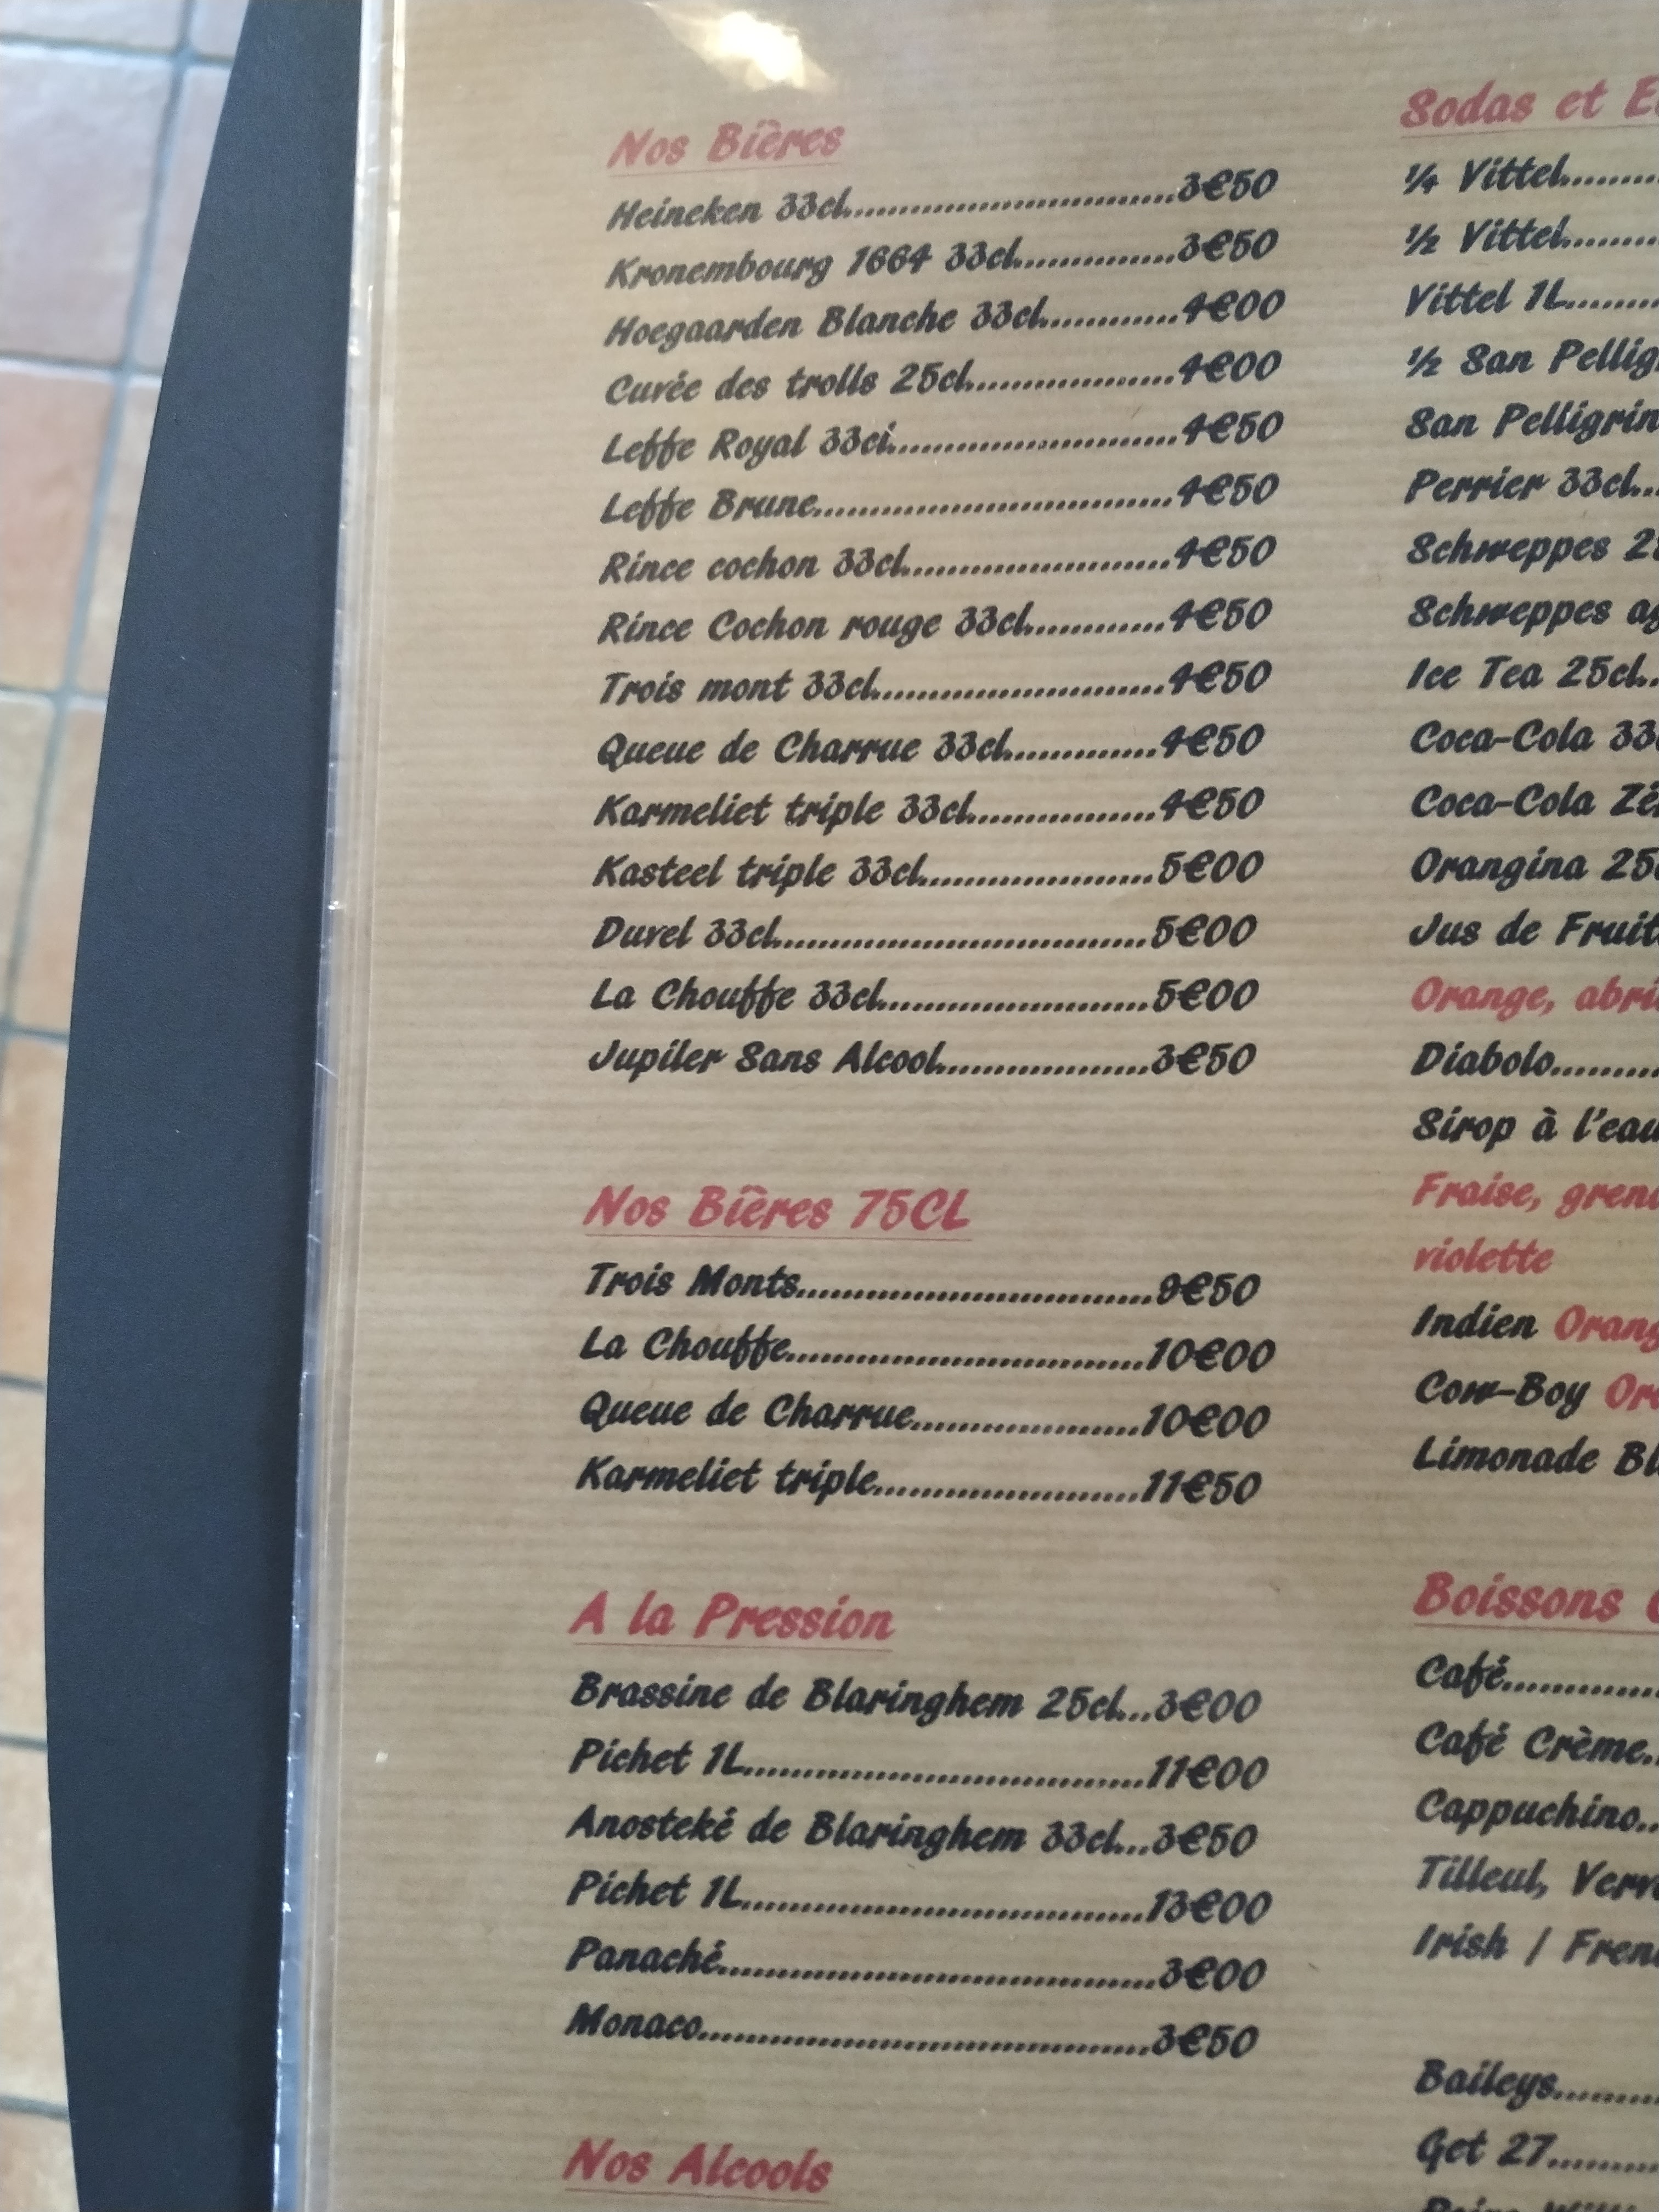 Nos Bières
Heineken 33cl..............................3€50
Kronembourg 1664 33cl..............3€50
Hoegaarden Blanche 33cl............4€00
Cuvée des trolls 25cl..................4€00
Leffe Royal 33cl..........................4€50
Leffe Brune.................................4€50
Rince cochon 33cl........................4€50
Rince Cochon rouge 33cl............4€50
Trois mont 33cl..........................4€50
Queue de Charrue 33cl.............4€50
Karmeliet triple 33cl.................4€50
Kasteel triple 33cl.....................5€00
Duvel 33cl..................................5€00
La Chouffe 33cl........................5€00
Jupiler Sans Alcool...................3€50
Nos Bières 75CL
Trois Monts................................9€50
La Chouffe................................10€00
Queue de Charrue....................10€00
Karmeliet triple........................11€50
A la Pression
Brassine de Blaringhem 25cl...3€00
Pichet 1L....................................11€00
Anosteké de Blaringhem 33cl...3€50
Pichet 1L....................................13€00
Panaché.......................................3€00
Monaco........................................3€50
Nos Alcools
Sodas et
1/4 Vittel.........
1/2 Vittel.........
Vittel 1L.........
1/2 San
San
Perrier 33cl...
Schweppes
Schweppes
Ice Tea 25cl..
Coca-Cola
Coca-Cola
Orangina
Jus de
Orange,
Diabolo..........
Sirop à l'eau
Fraise,
violette
Indien
Cow-Boy
Limonade
Boissons
Café..............
Café Crème..
Cappuchino..
Tilleul,
Irish /
Baileys.........
Get 27..........